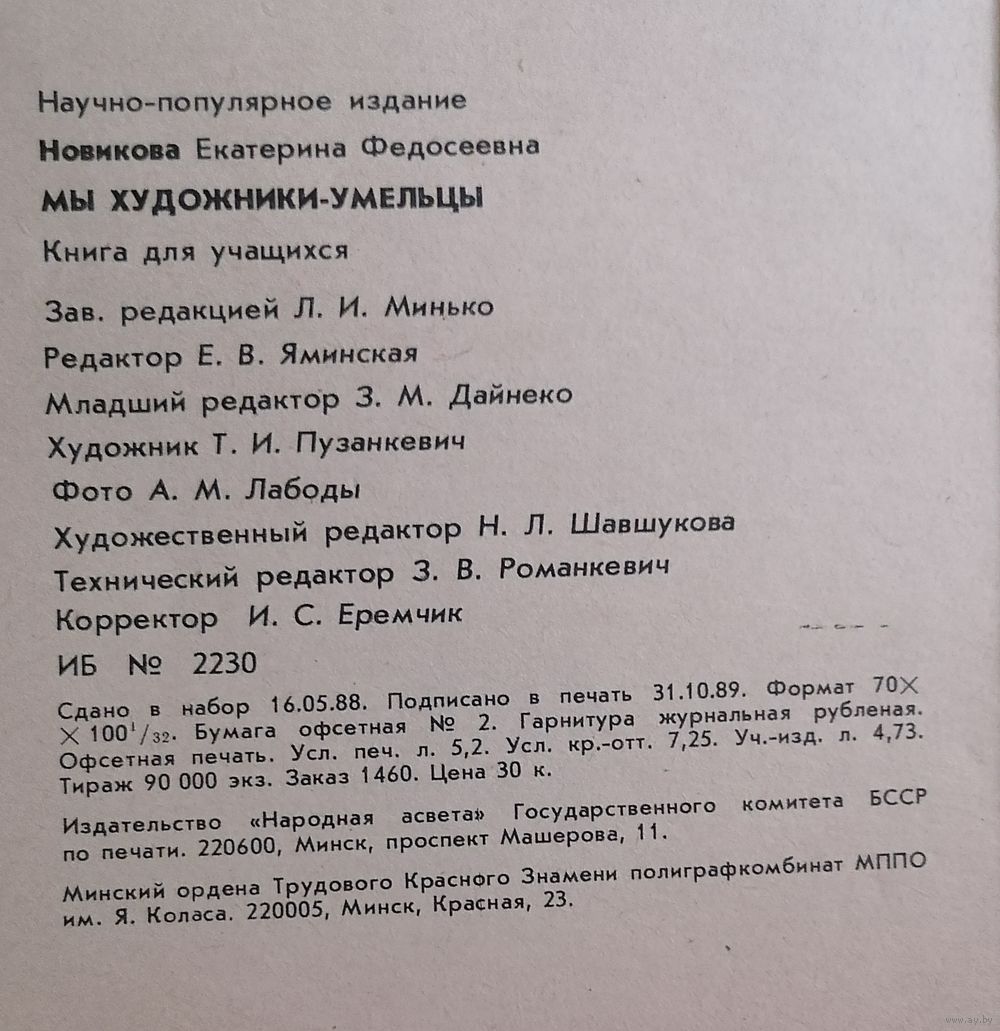 Научно-популярное издание
Новикова Екатерина Федосеевна
МЫ ХУДОЖНИКИ-УМЕЛЬЦЫ
Книга для учащихся
Зав. редакцией Л. И. Минько
Редактор Е. В. Яминская
Младший редактор З. М. Дайнеко
Художник Т. И. Пузанкевич
Фото А. М. Лабоды
Художественный редактор Н. Л. Шавшукова
Технический редактор З. В. Романкевич
Корректор И. С. Еремчик
ИБ № 2230
Сдано в набор 16.05.88. Подписано в печать 31.10.89. Формат 70×
×100¹/₃₂. Бумага офсетная № 2. Гарнитура журнальная рубленая.
Офсетная печать. Усл. печ. л. 5,2. Усл. кр.-отт. 7,25. Уч.-изд. л. 4,73.
Тираж 90 000 экз. Заказ 1460. Цена 30 к.
Издательство «Народная асвета» Государственного комитета БССР
по печати. 220600, Минск, проспект Машерова, 11.
Минский ордена Трудового Красного Знамени полиграфкомбинат МППО
им. Я. Коласа. 220005, Минск, Красная, 23.
www.ay.by